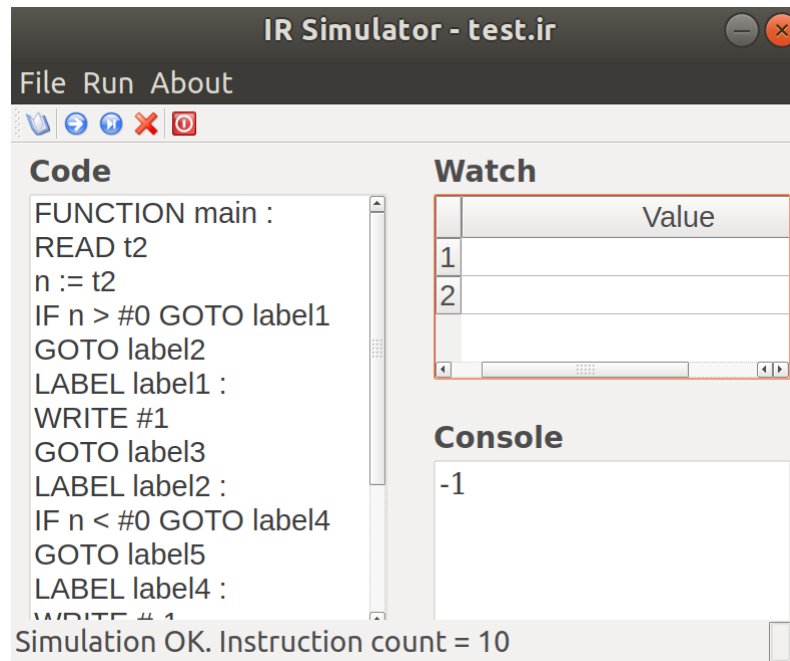 IR Simulator - test.ir
File Run About
Code
FUNCTION main :
READ t2
n := t2
IF n > #0 GOTO label1
GOTO label2
LABEL label1 :
WRITE #1
GOTO label3
LABEL label2 :
IF n < #0 GOTO label4
GOTO label5
LABEL label4 :
WRITE #-1
Watch
Value
1
2
Console
-1
Simulation OK. Instruction count = 10